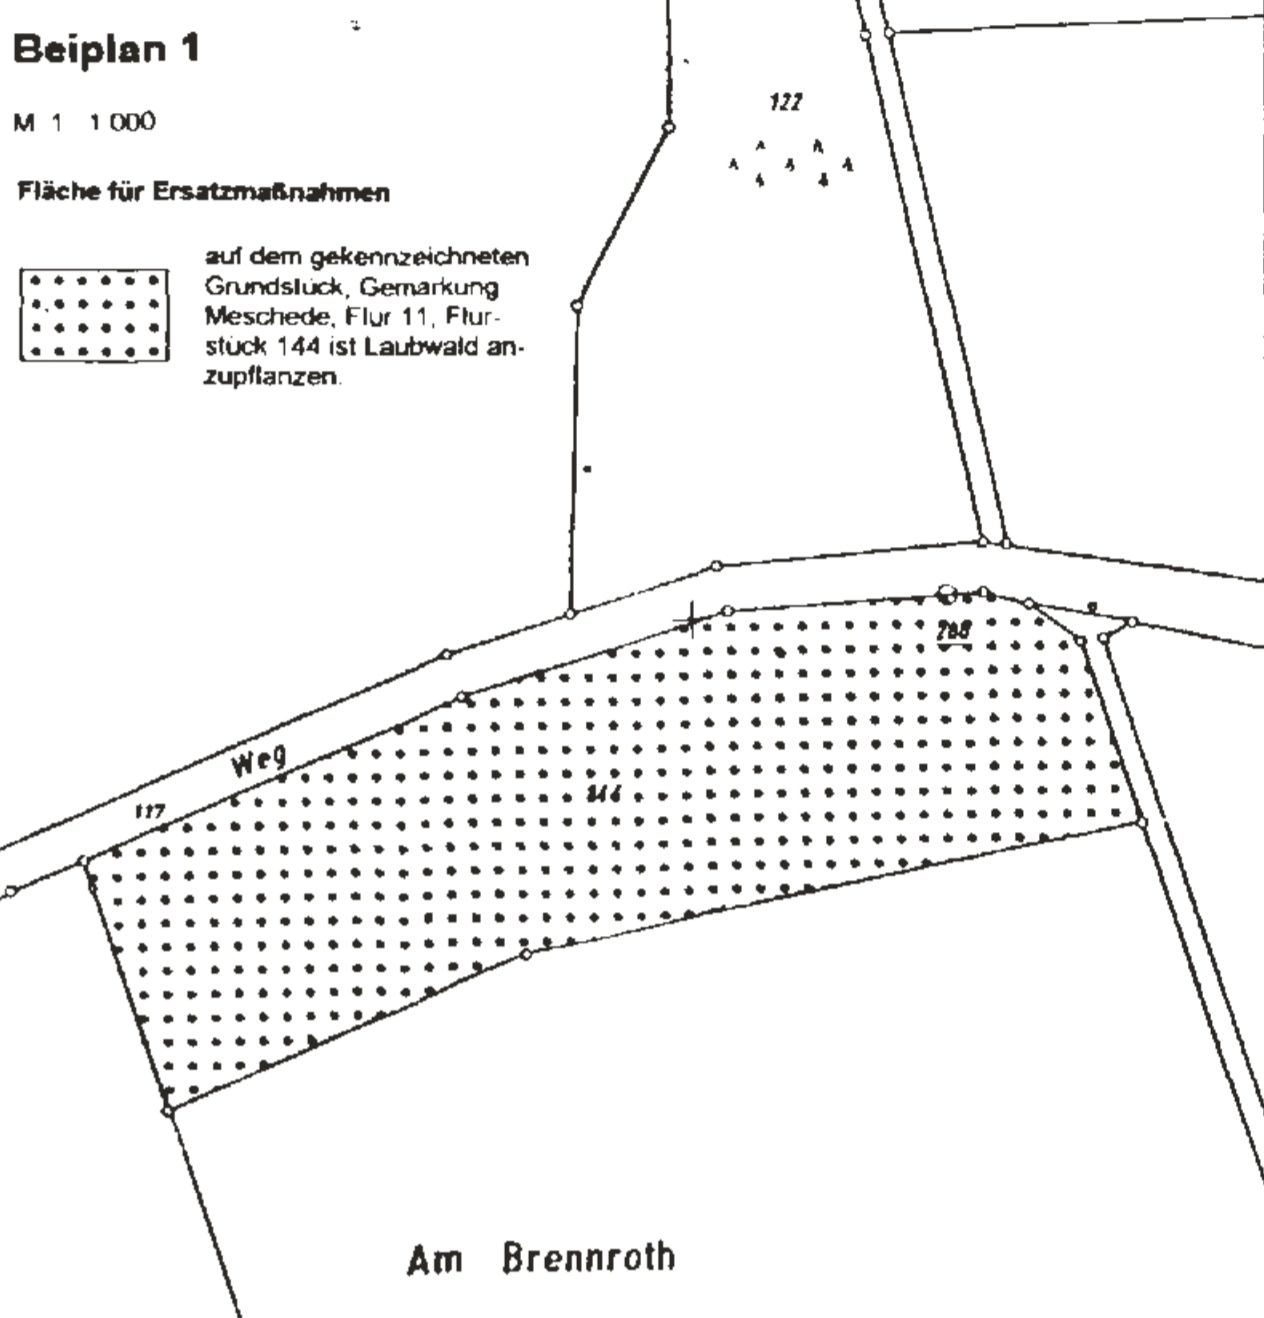 Beiplan 1
M 1 1 000
Fläche für Ersatzmaßnahmen
auf dem gekennzeichneten
Grundstück, Gemarkung
Meschede, Flur 11, Flur-
stück 144 ist Laubwald an-
zupflanzen.
122
Weg
117
144
Am Brennroth